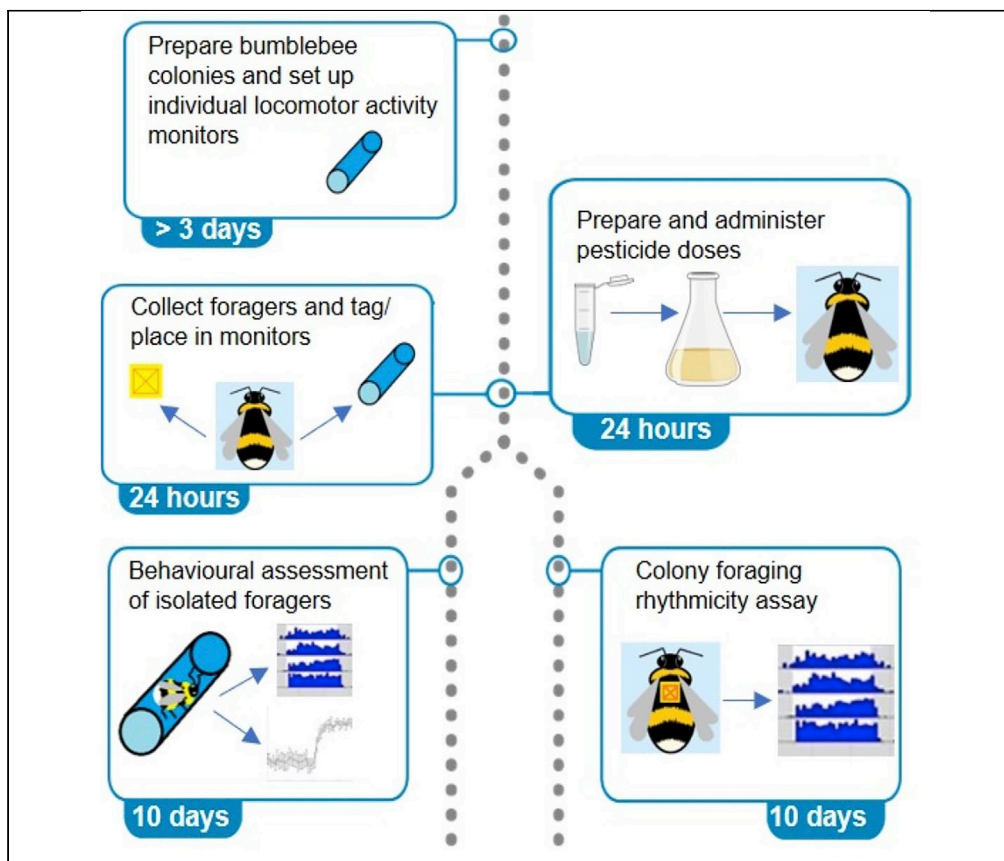 Prepare bumblebee
colonies and set up
individual locomotor activity
monitors
> 3 days
Prepare and administer
pesticide doses
24 hours
Collect foragers and tag/
place in monitors
24 hours
Behavioural assessment
of isolated foragers
10 days
Colony foraging
rhythmicity assay
10 days